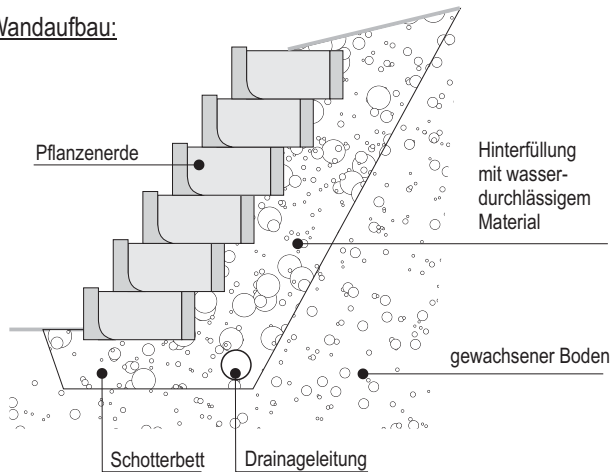 Wandaufbau:
Pflanzenerde
Hinterfüllung
mit wasser-
durchlässigem
Material
gewachsener Boden
Schotterbett
Drainageleitung